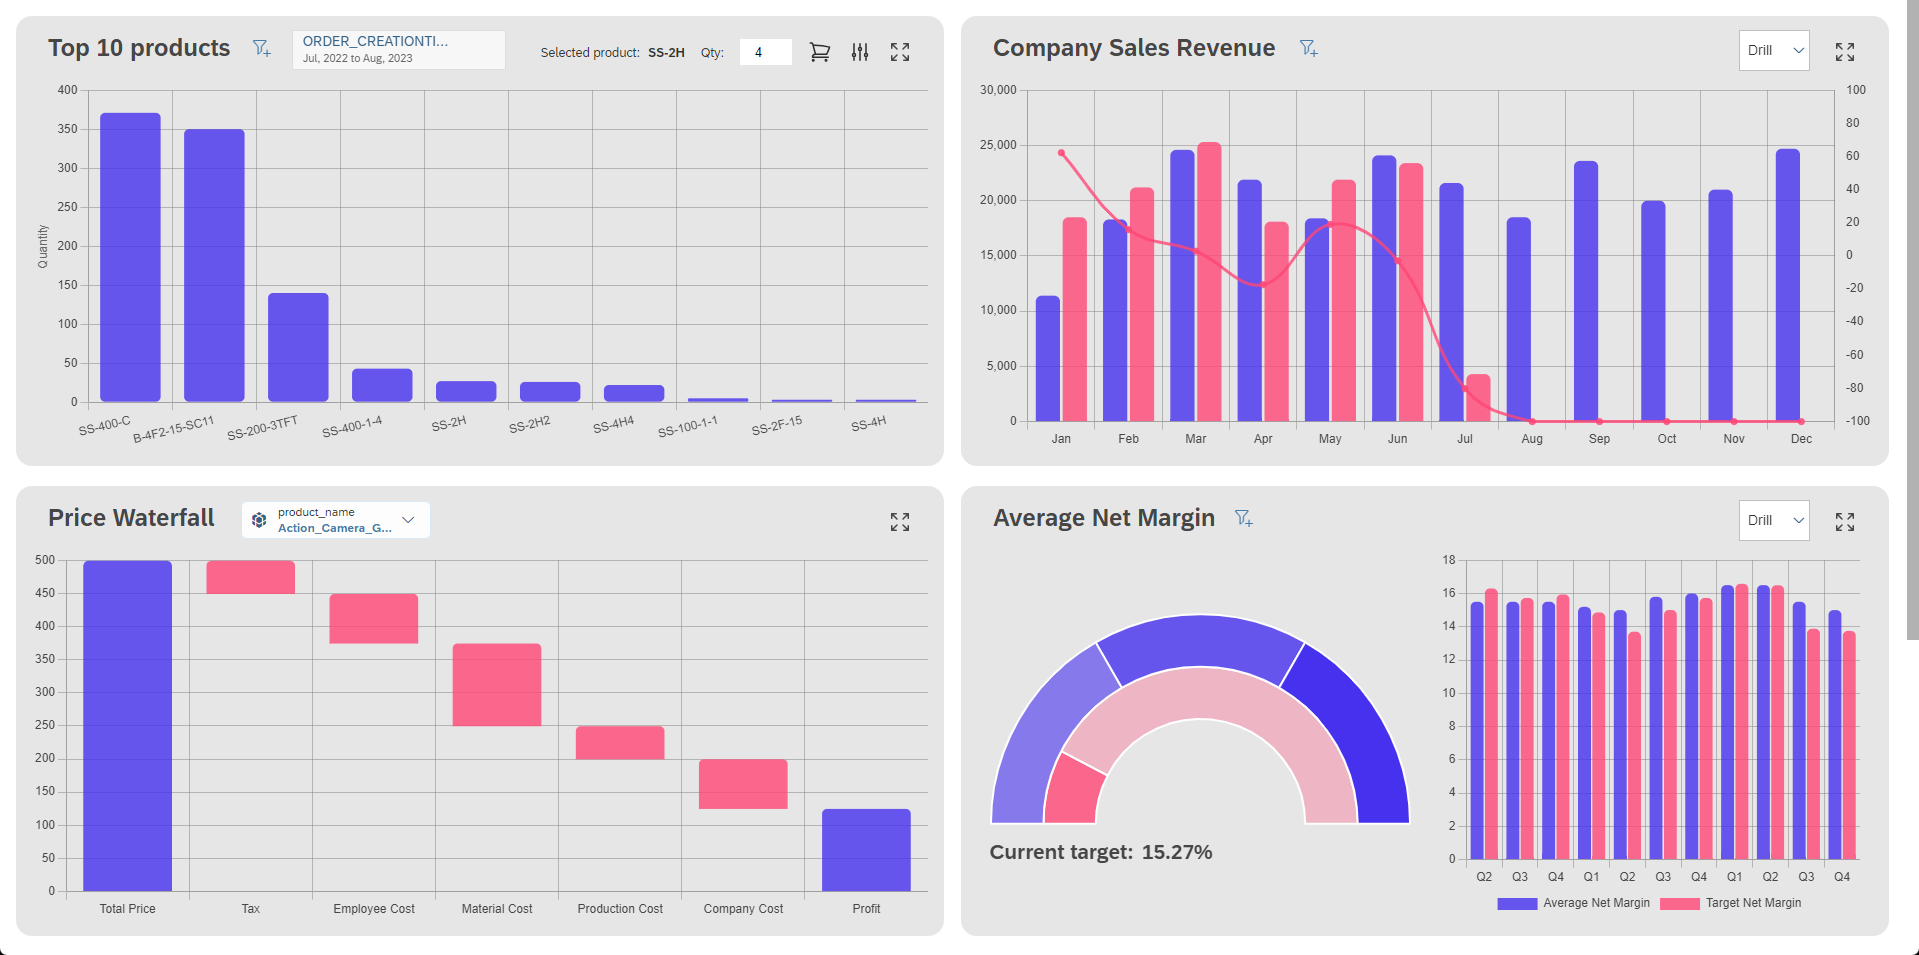 Top 10 products
ORDER_CREATIONTI...
Jul, 2022 to Aug, 2023
Selected product: SS-2H Qty: 4
400
350
300
250
200
150
100
50
0
Quantity
SS-400-C B-4F2-15-SC11 SS-200-3TFT SS-400-1-4 SS-2H SS-2H2 SS-4H4 SS-100-1-1 SS-2F-15 SS-4H
Company Sales Revenue
Drill
30,000
25,000
20,000
15,000
10,000
5,000
0
100
80
60
40
20
0
-20
-40
-60
-80
-100
Jan Feb Mar Apr May Jun Jul Aug Sep Oct Nov Dec
Price Waterfall
product_name
Action_Camera_G...
500
450
400
350
300
250
200
150
100
50
0
Total Price Tax Employee Cost Material Cost Production Cost Company Cost Profit
Average Net Margin
Drill
Current target: 15.27%
18
16
14
12
10
8
6
4
2
0
Q2 Q3 Q4 Q1 Q2 Q3 Q4 Q1 Q2 Q3 Q4
Average Net Margin Target Net Margin